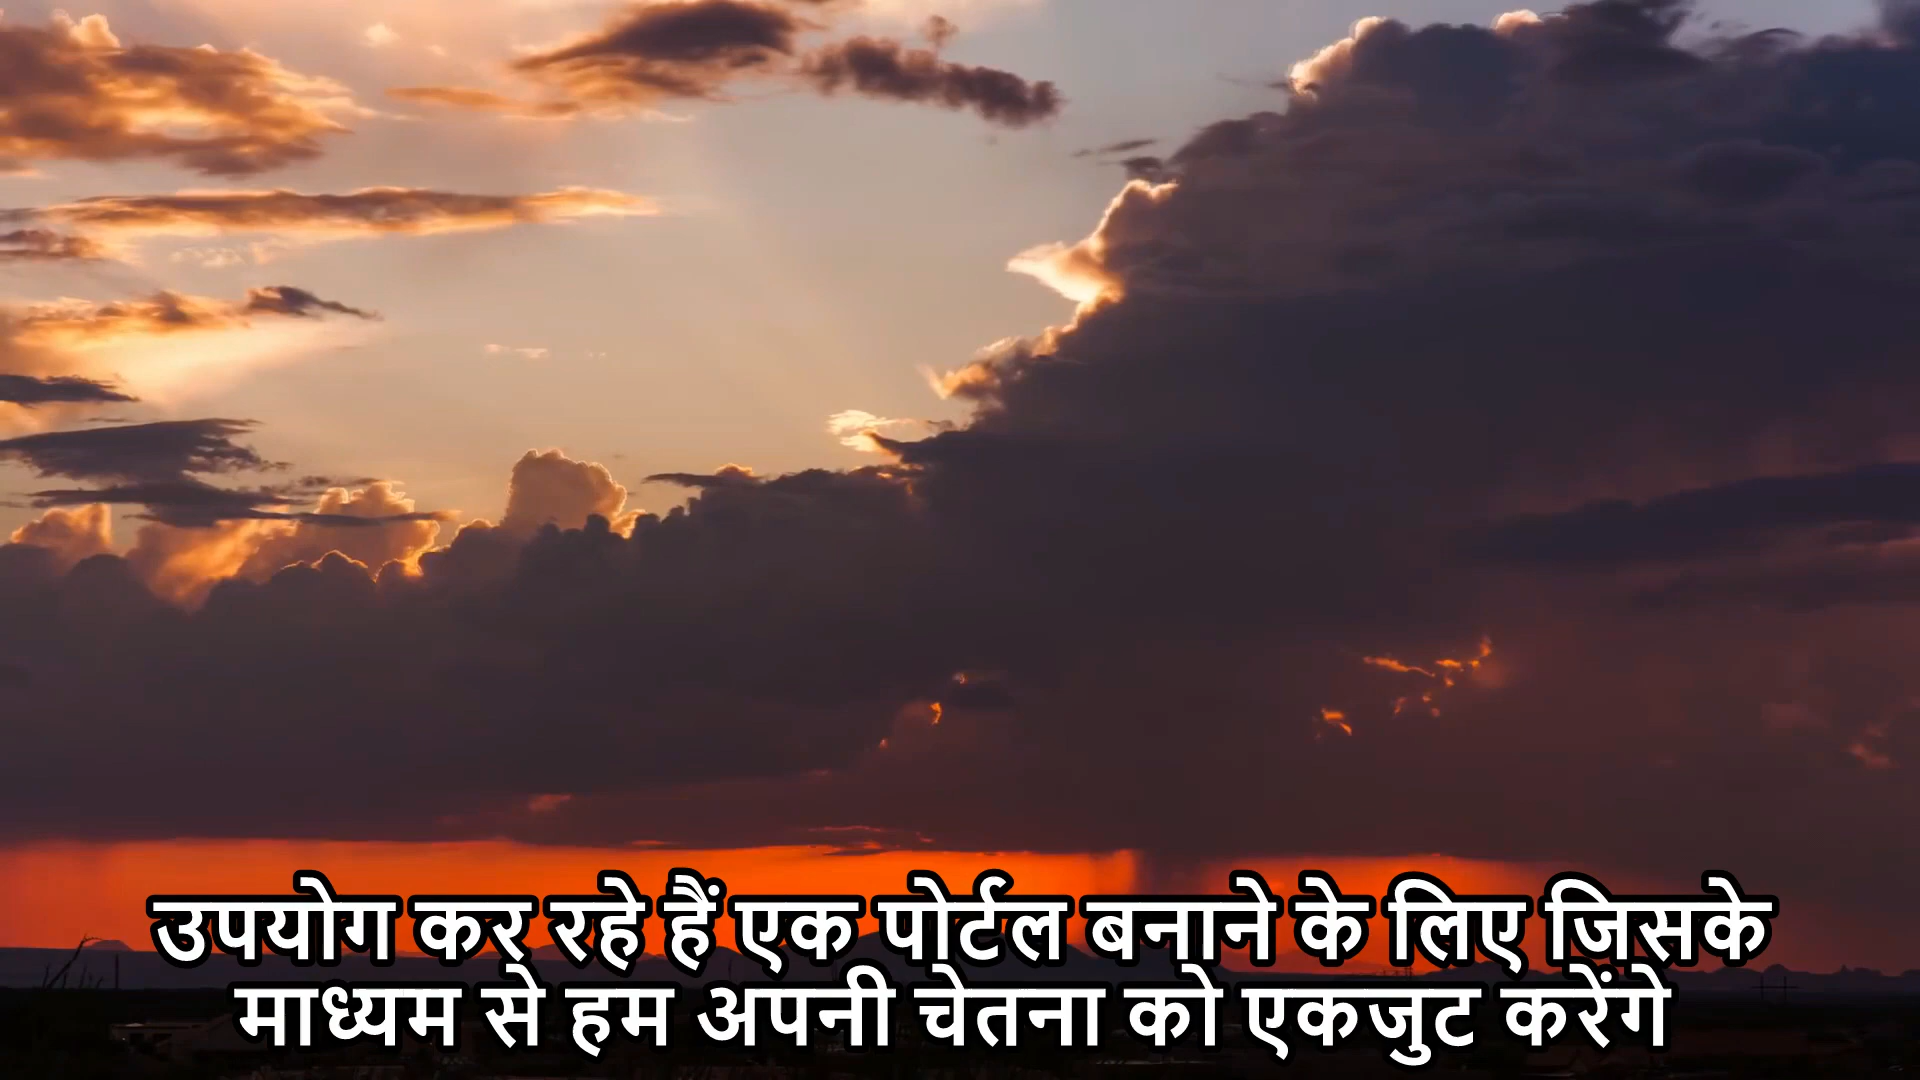 उपयोग कर रहे हैं एक पोर्टल बनाने के लिए जिसके
माध्यम से हम अपनी चेतना को एकजुट करेंगे